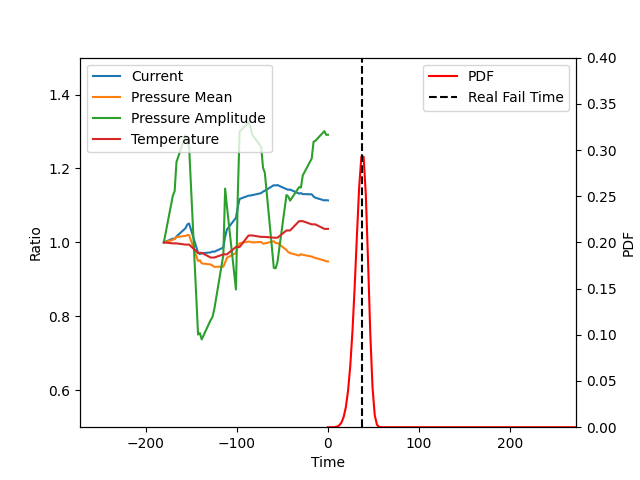 Current
Pressure Mean
Pressure Amplitude
Temperature
PDF
Real Fail Time
1.4
1.2
1.0
0.8
0.6
Ratio
0.40
0.35
0.30
0.25
0.20
0.15
0.10
0.05
0.00
PDF
−200
−100
0
100
200
Time